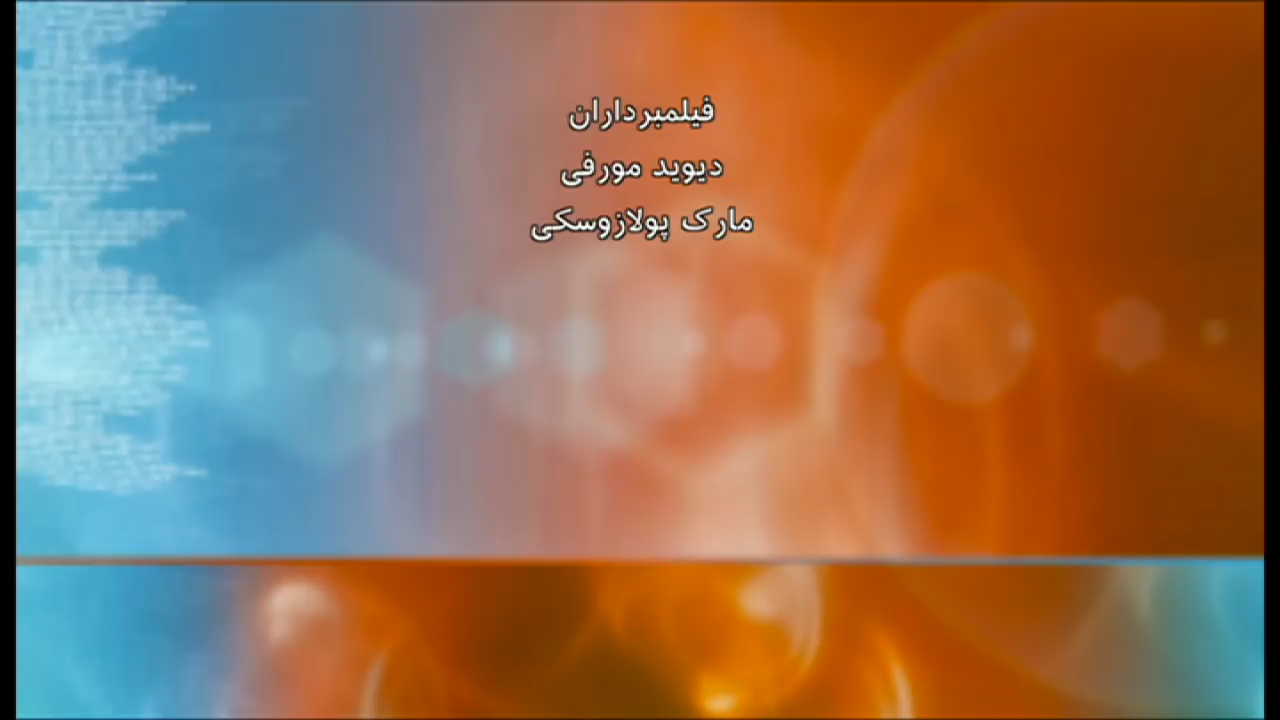 فیلمبرداران
دیوید مورفی
مارک پولازوسکی